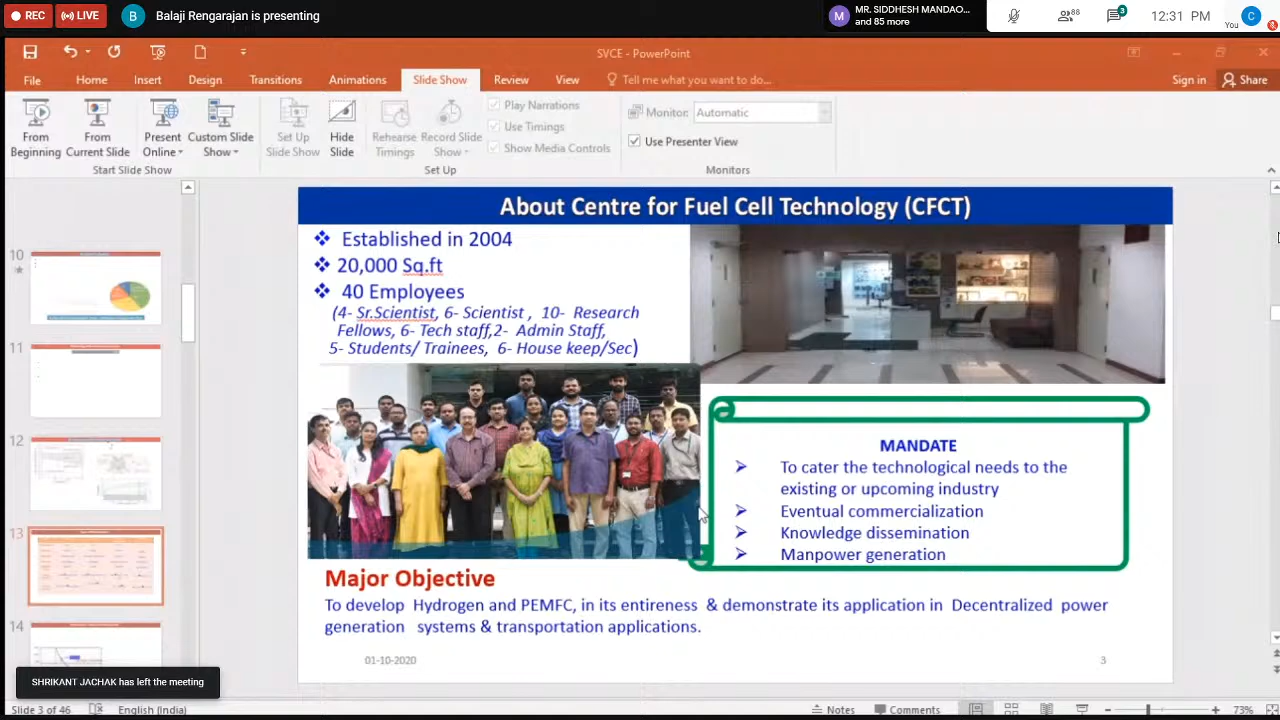 REC
LIVE
B
Balaji Rengarajan is presenting
M
MR. SIDDHESH MANDAO...
and 85 more
88
3
12:31 PM
You
C
SVCE - PowerPoint
File
Home
Insert
Design
Transitions
Animations
Slide Show
Review
View
Tell me what you want to do...
Sign in
Share
From
Beginning
From
Current Slide
Present
Online
Custom Slide
Show
Set Up
Slide Show
Hide
Slide
Rehearse
Timings
Record Slide
Show
Play Narrations
Use Timings
Show Media Controls
Monitor:
Automatic
Use Presenter View
Start Slide Show
Set Up
Monitors
10
11
12
13
14
About Centre for Fuel Cell Technology (CFCT)
❖ Established in 2004
❖ 20,000 Sq.ft
❖ 40 Employees
(4- Sr.Scientist, 6- Scientist , 10- Research
Fellows, 6- Tech staff,2- Admin Staff,
5- Students/ Trainees, 6- House keep/Sec)
MANDATE
➢ To cater the technological needs to the
existing or upcoming industry
➢ Eventual commercialization
➢ Knowledge dissemination
➢ Manpower generation
Major Objective
To develop Hydrogen and PEMFC, in its entireness & demonstrate its application in Decentralized power
generation systems & transportation applications.
01-10-2020
3
SHRIKANT JACHAK has left the meeting
Slide 3 of 46
English (India)
Notes
Comments
73%